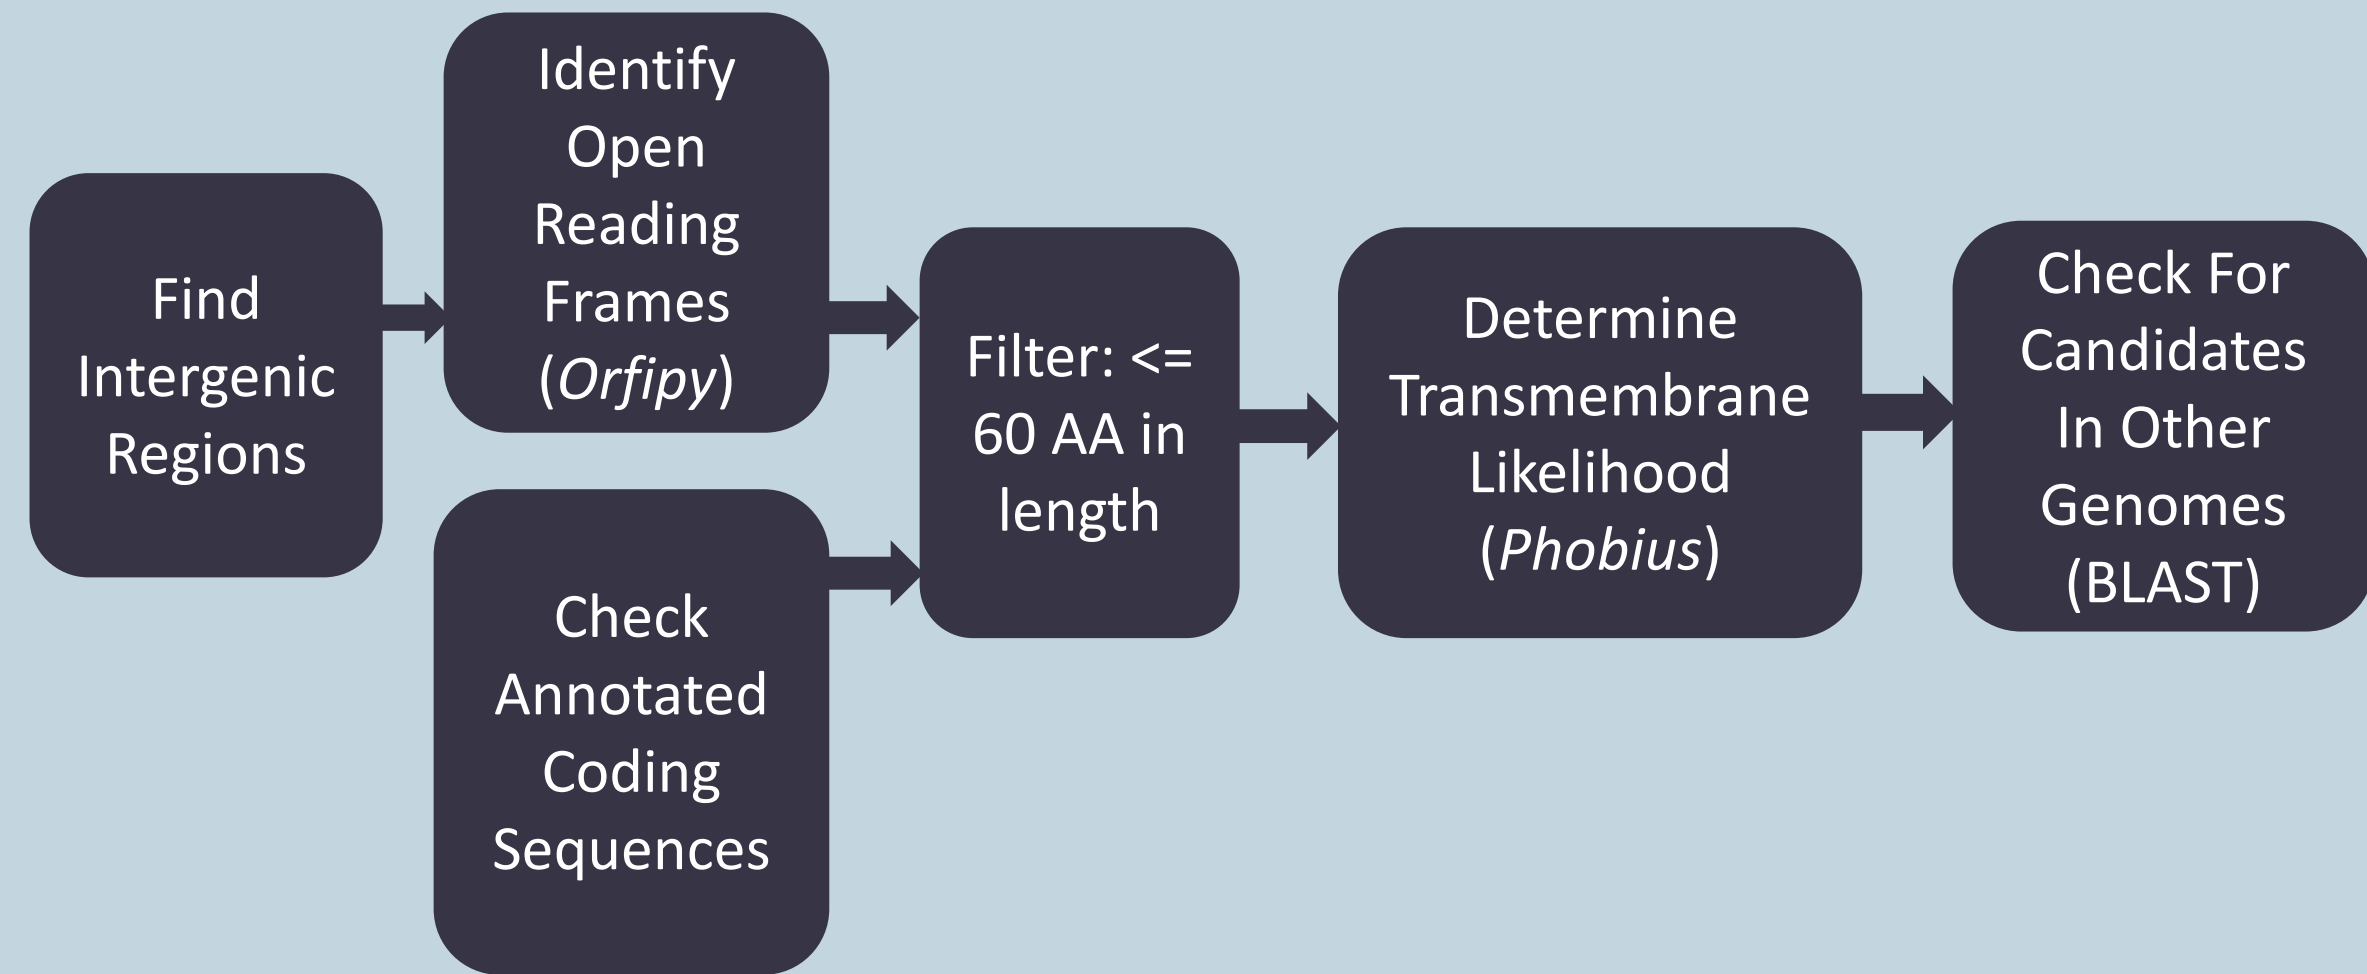 Find
Intergenic
Regions
Identify
Open
Reading
Frames
(Orfipy)
Check
Annotated
Coding
Sequences
Filter: <=
60 AA in
length
Determine
Transmembrane
Likelihood
(Phobius)
Check For
Candidates
In Other
Genomes
(BLAST)